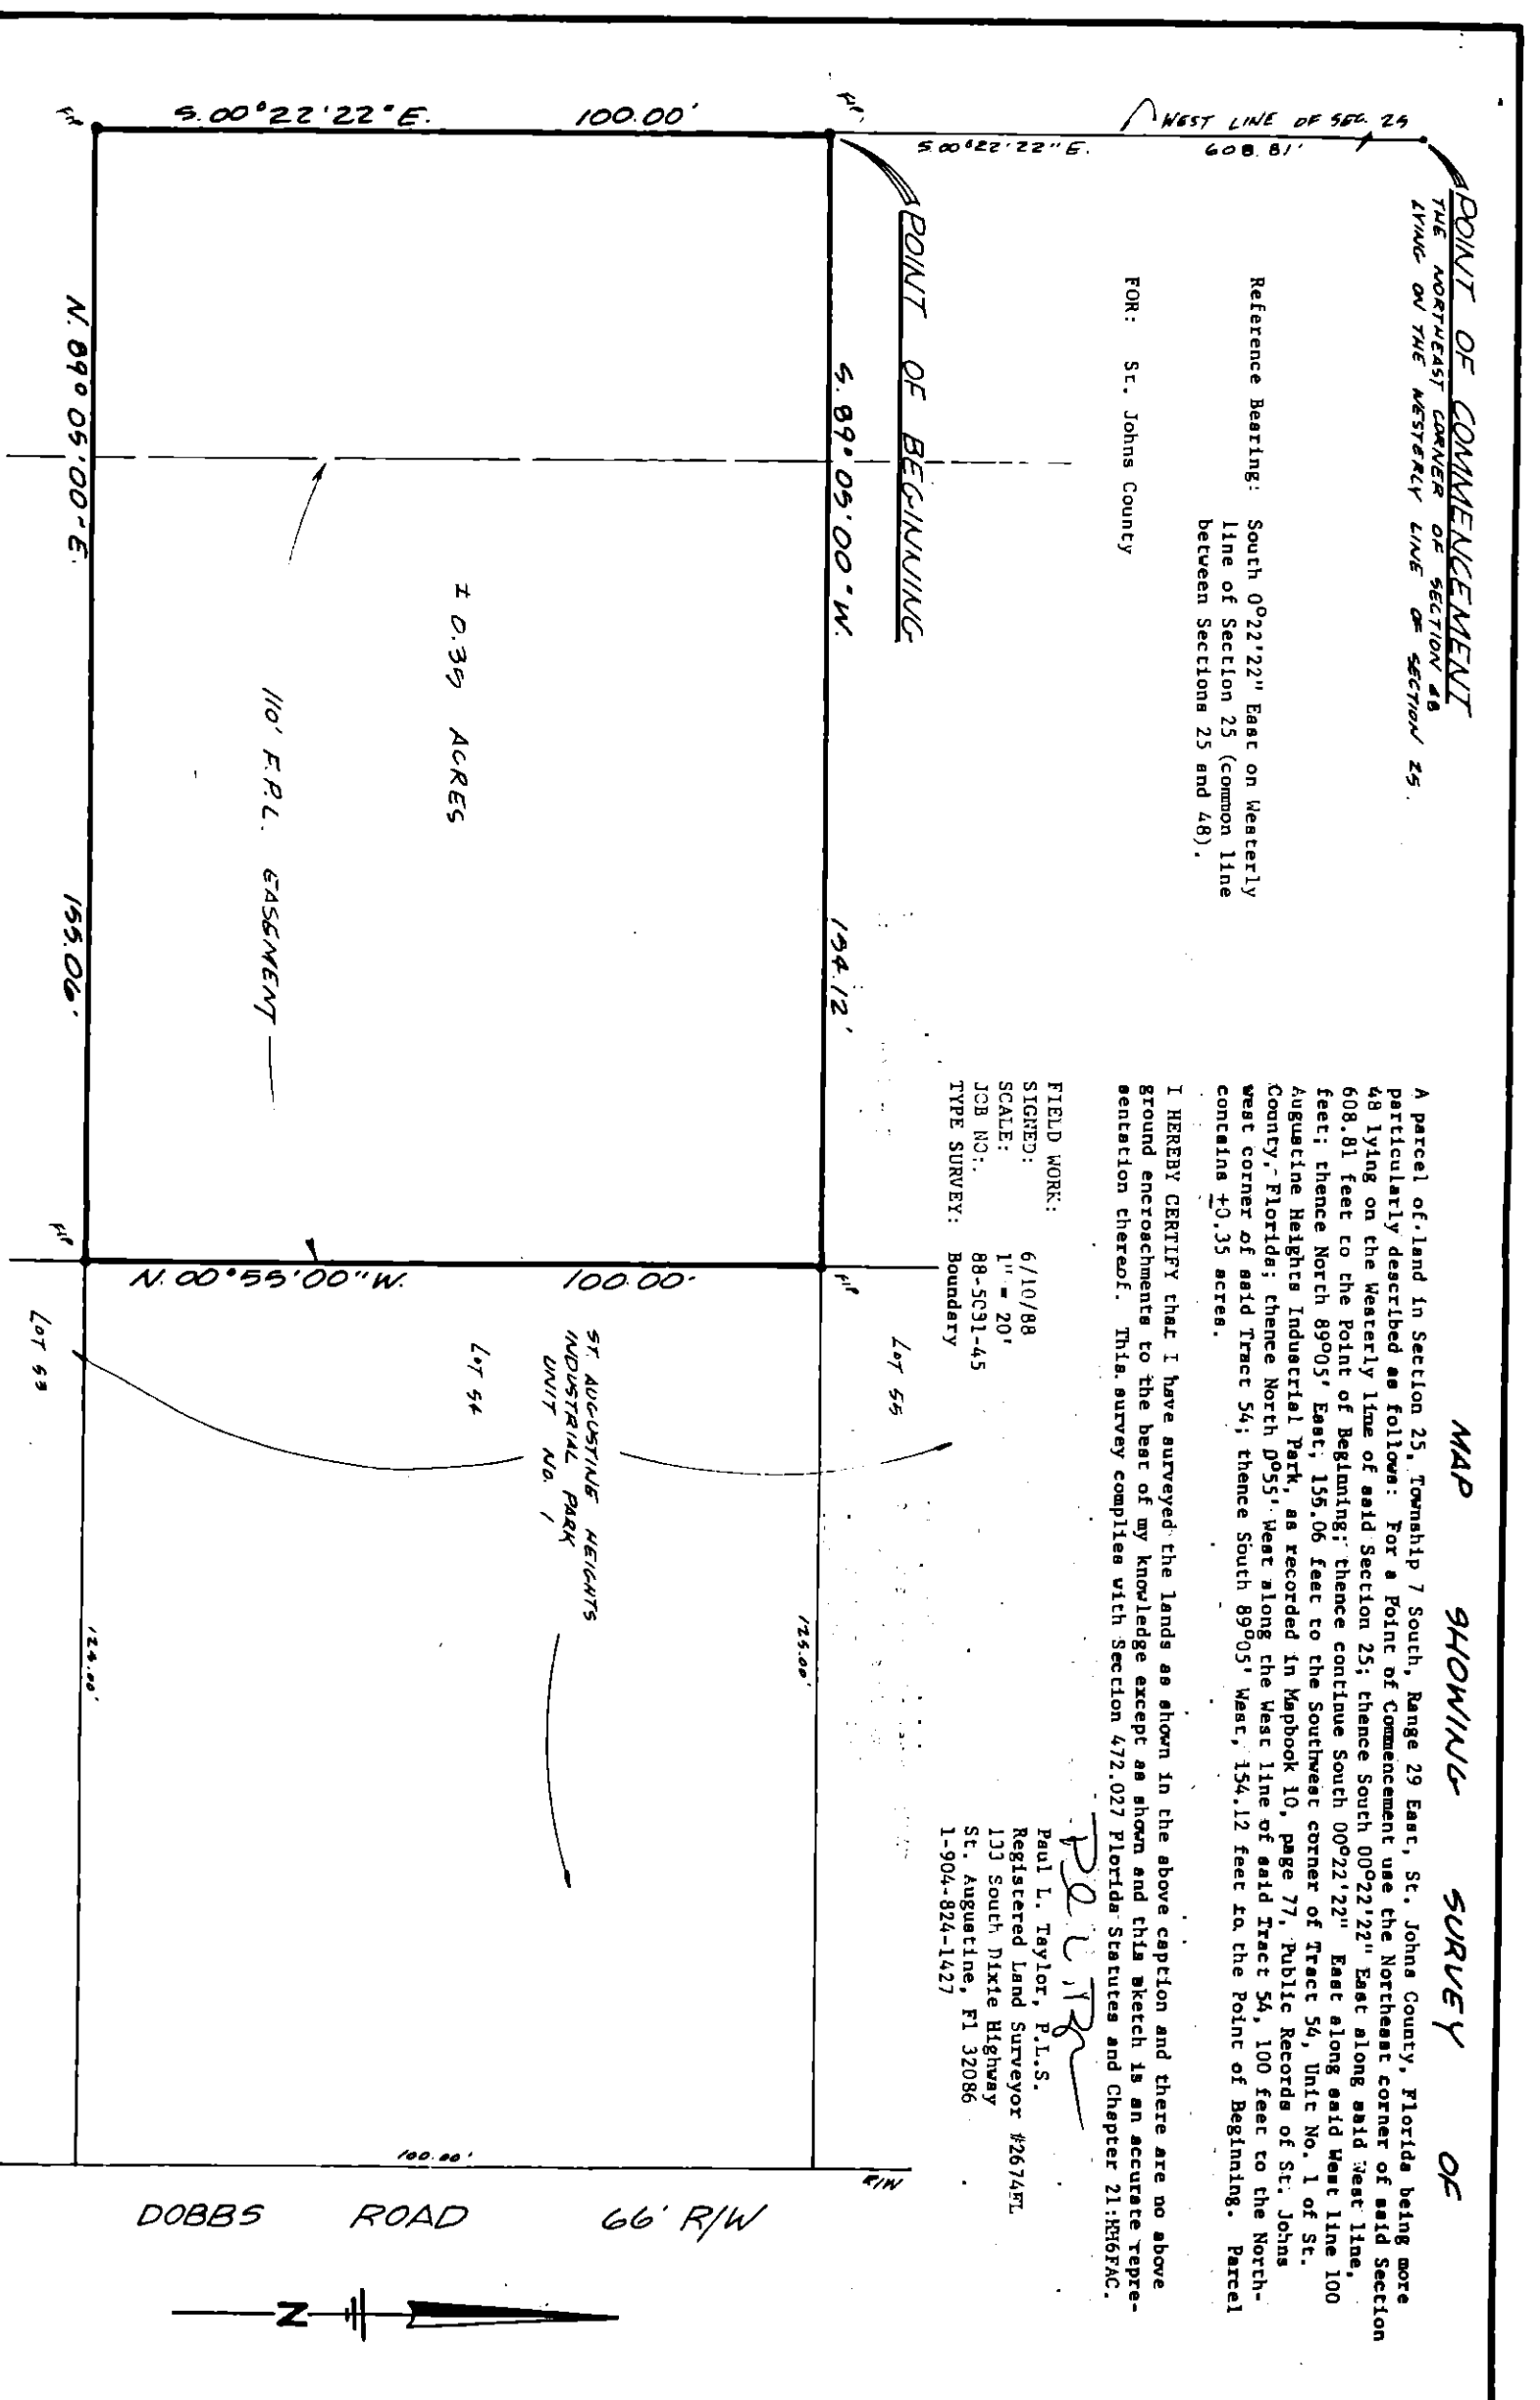 MAP SHOWING SURVEY OF
A parcel of land in Section 25, Township 7 South, Range 29 East, St. Johns County, Florida being more
particularly described as follows: For a Point of Commencement use the Northeast corner of said Section
48 lying on the Westerly line of said Section 25; thence South 00°22'22" East along said West line,
608.81 feet to the Point of Beginning; thence continue South 00°22'22" East along said West line 100
feet; thence North 89°05' East, 155.06 feet to the Southwest corner of Tract 54, Unit No. 1 of St.
Augustine Heights Industrial Park, as recorded in Mapbook 10, page 77, Public Records of St. Johns
County, Florida; thence North 0°55' West along the West line of said Tract 54, 100 feet to the North-
west corner of said Tract 54; thence South 89°05' West, 154.12 feet to the Point of Beginning. Parcel
contains ±0.35 acres.
I HEREBY CERTIFY that I have surveyed the lands as shown in the above caption and there are no above
ground encroachments to the best of my knowledge except as shown and this sketch is an accurate repre-
sentation thereof. This survey complies with Section 472.027 Florida Statutes and Chapter 21:HH6FAC.
FIELD WORK:
SIGNED: 6/10/88
SCALE: 1" = 20'
JOB NO: 88-5031-45
TYPE SURVEY: Boundary
Paul L. Taylor, P.L.S.
Registered Land Surveyor #2674FL
133 South Dixie Highway
St. Augustine, Fl 32086
1-904-824-1427
POINT OF COMMENCEMENT
THE NORTHEAST CORNER OF SECTION 48
LYING ON THE WESTERLY LINE OF SECTION 25.
WEST LINE OF SEC. 25
S.00°22'22"E. 608.81'
Reference Bearing: South 0°22'22" East on Westerly
line of Section 25 (common line
between Sections 25 and 48).
FOR: St. Johns County
POINT OF BEGINNING
FIP
S. 89°05'00"W. 154.12'
FIP
S.00°22'22"E. 100.00'
± 0.35 ACRES
110' F.P.L. EASEMENT
N.00°55'00"W. 100.00'
FIP
N. 89°05'00"E. 155.06'
FIP
LOT 55
125.00'
R/W
ST. AUGUSTINE HEIGHTS
INDUSTRIAL PARK
UNIT No. 1
LOT 54
100.00'
125.00'
LOT 53
DOBBS ROAD 66' R/W
N